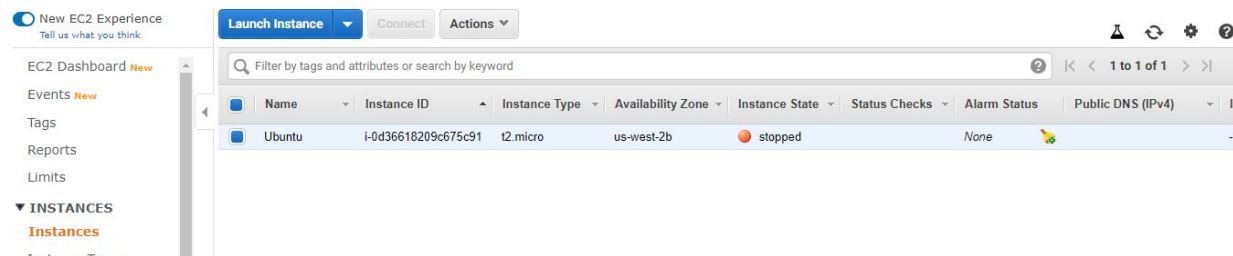 New EC2 Experience
Tell us what you think
Launch Instance Connect Actions
EC2 Dashboard New
Events New
Tags
Reports
Limits
INSTANCES
Instances
Filter by tags and attributes or search by keyword
1 to 1 of 1
Name Instance ID Instance Type Availability Zone Instance State Status Checks Alarm Status Public DNS (IPv4)
Ubuntu i-0d36618209c675c91 t2.micro us-west-2b stopped None -